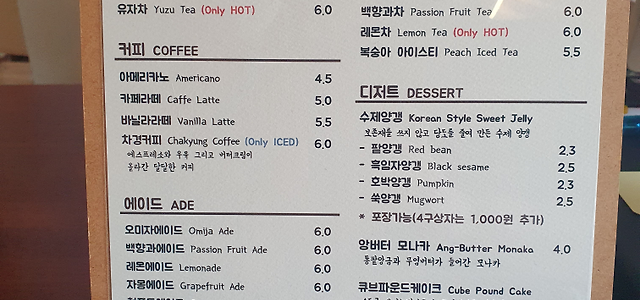 유자차 Yuzu Tea (Only HOT) 6.0
커피 COFFEE
아메리카노 Americano 4.5
카페라떼 Caffe Latte 5.0
바닐라라떼 Vanilla Latte 5.5
차경커피 Chakyung Coffee (Only ICED) 6.0
에스프레소와 우유 그리고 버터크림이
올라간 달달한 커피
에이드 ADE
오미자에이드 Omija Ade 6.0
백향과에이드 Passion Fruit Ade 6.0
레몬에이드 Lemonade 6.0
자몽에이드 Grapefruit Ade 6.0
백향과차 Passion Fruit Tea 6.0
레몬차 Lemon Tea (Only HOT) 6.0
복숭아 아이스티 Peach Iced Tea 5.5
디저트 DESSERT
수제양갱 Korean Style Sweet Jelly
보존재를 쓰지 않고 당도를 줄여 만든 수제 양갱
- 팥양갱 Red bean 2.3
- 흑임자양갱 Black sesame 2.5
- 호박양갱 Pumpkin 2.3
- 쑥양갱 Mugwort 2.5
* 포장가능(4구상자는 1,000원 추가)
앙버터 모나카 Ang-Butter Monaka 4.0
통팥앙금과 무염버터가 들어간 모나카
큐브파운드케이크 Cube Pound Cake